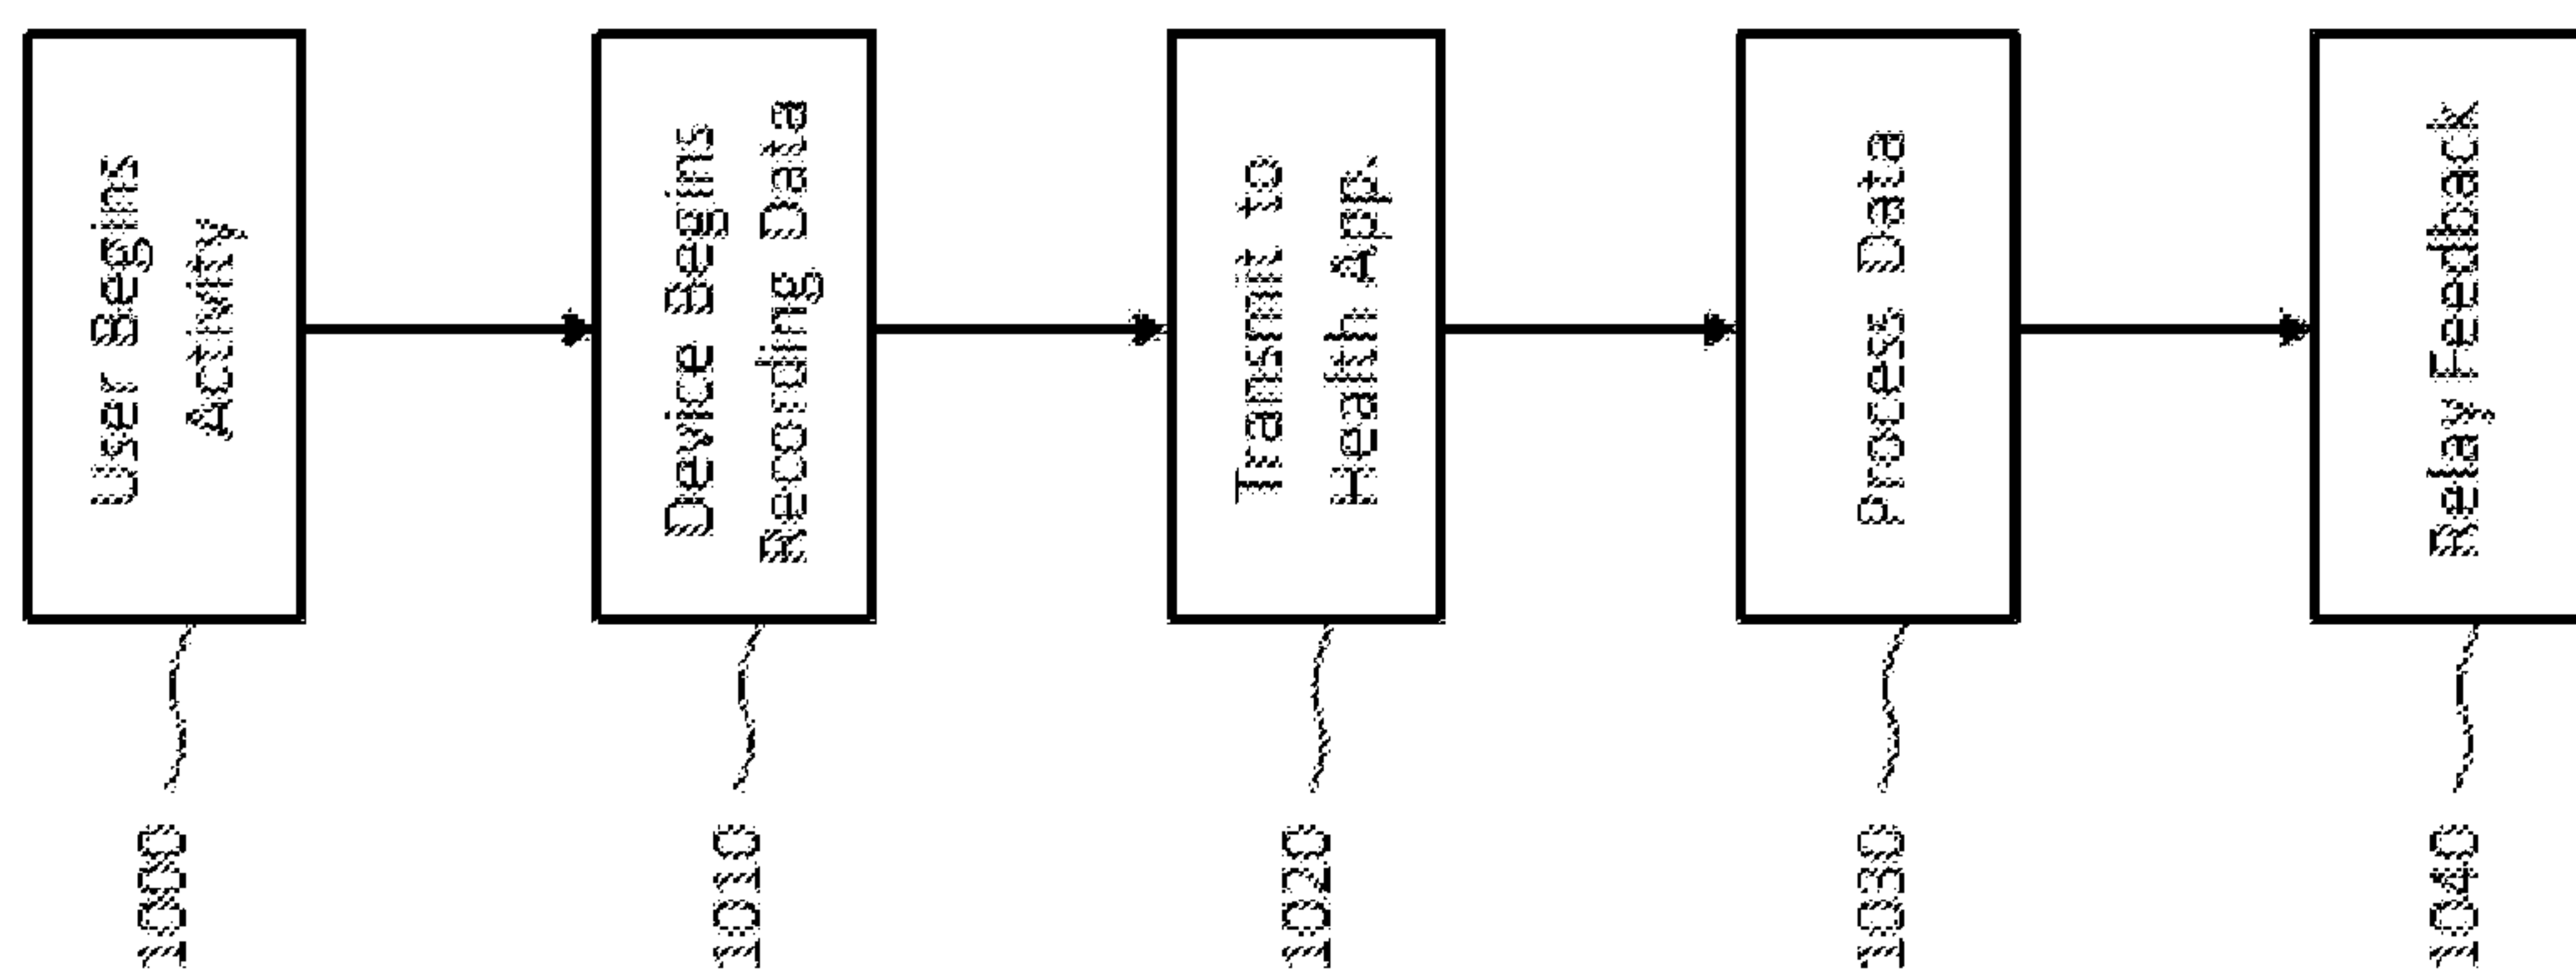 1000
User Begins
Activity
1010
Device Begins
Recording Data
1020
Transmit to
Health App.
1030
Process Data
1040
Relay Feedback